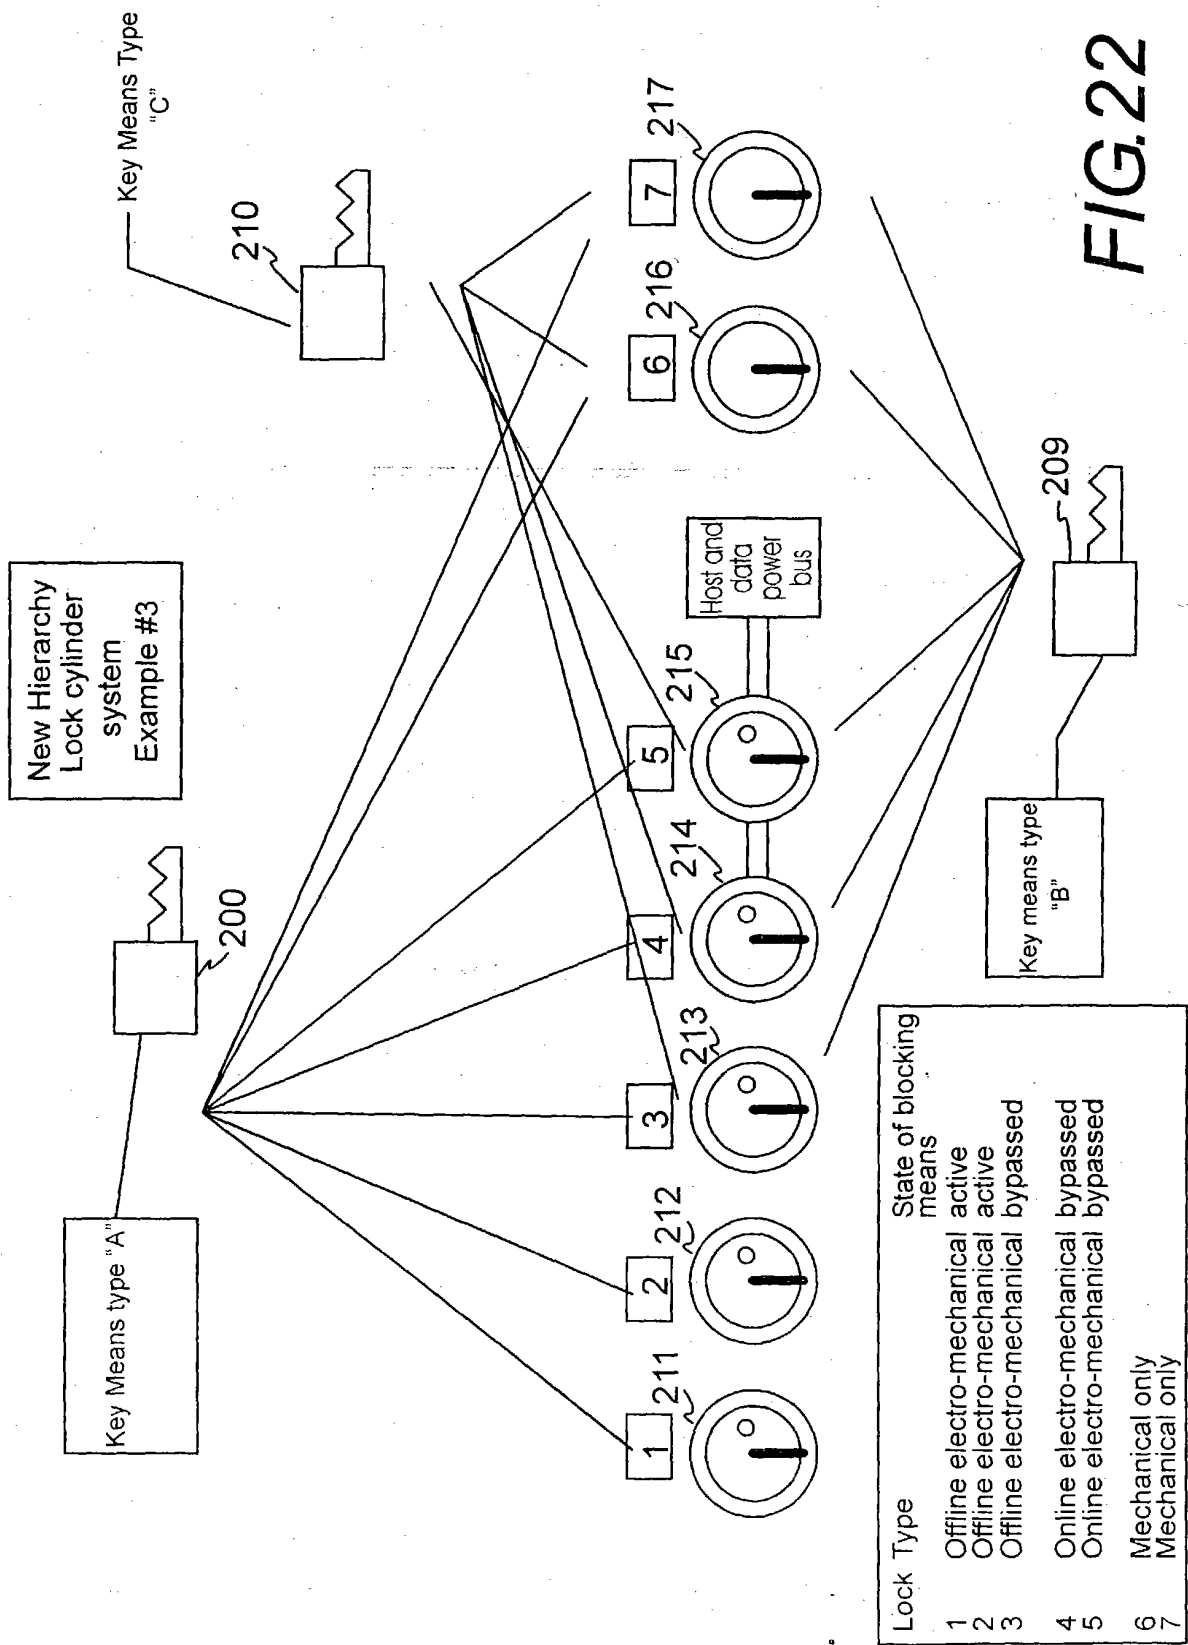 New Hierarchy
Lock cylinder
system
Example #3
Key Means type "A"
200
Key Means Type
"C"
210
1
2
3
4
5
6
7
211
212
213
214
215
216
217
Host and
data
power
bus
Key means type
"B"
209
Lock Type State of blocking
means
1 Offline electro-mechanical active
2 Offline electro-mechanical active
3 Offline electro-mechanical bypassed
4 Online electro-mechanical bypassed
5 Online electro-mechanical bypassed
6 Mechanical only
7 Mechanical only
FIG.22